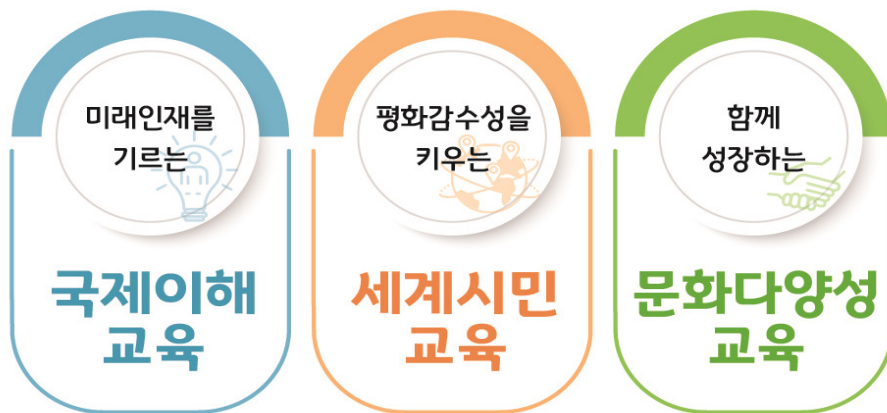 미래인재를
기르는
국제이해
교육
평화감수성을
키우는
세계시민
교육
함께
성장하는
문화다양성
교육